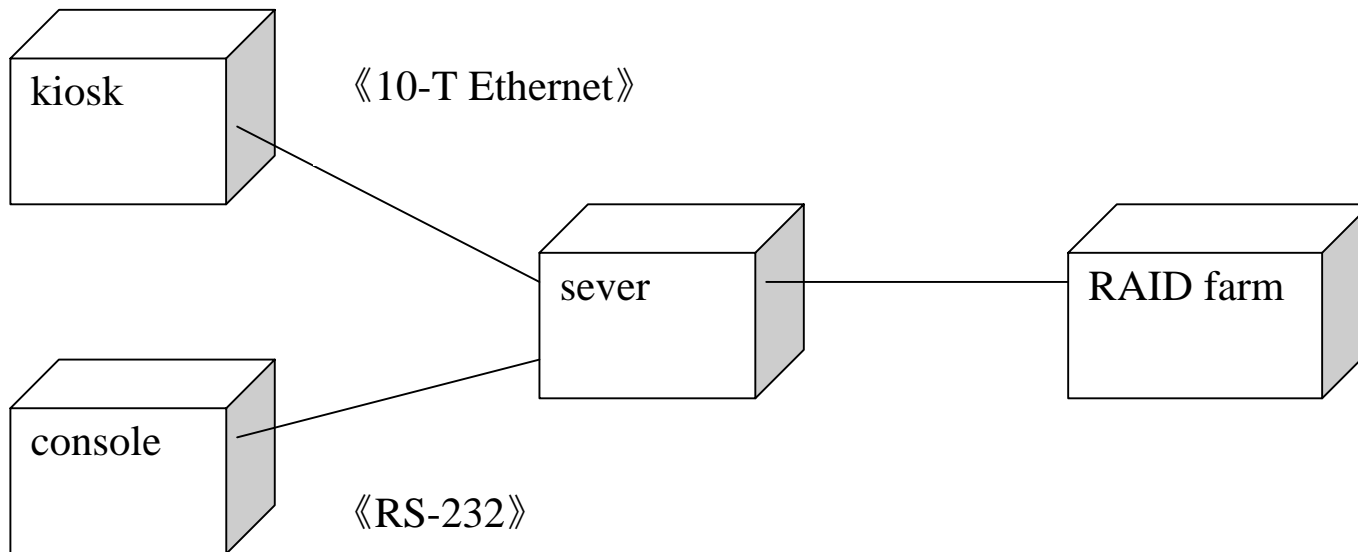 kiosk
《10-T Ethernet》
sever
RAID farm
console
《RS-232》